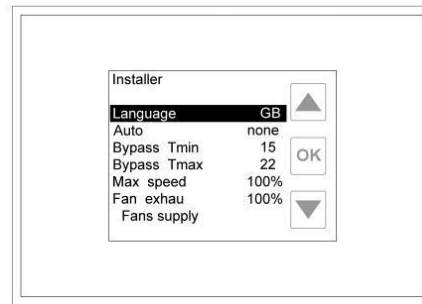 Installer
Language GB
Auto none
Bypass Tmin 15
Bypass Tmax 22
Max speed 100%
Fan exhau 100%
Fans supply
OK